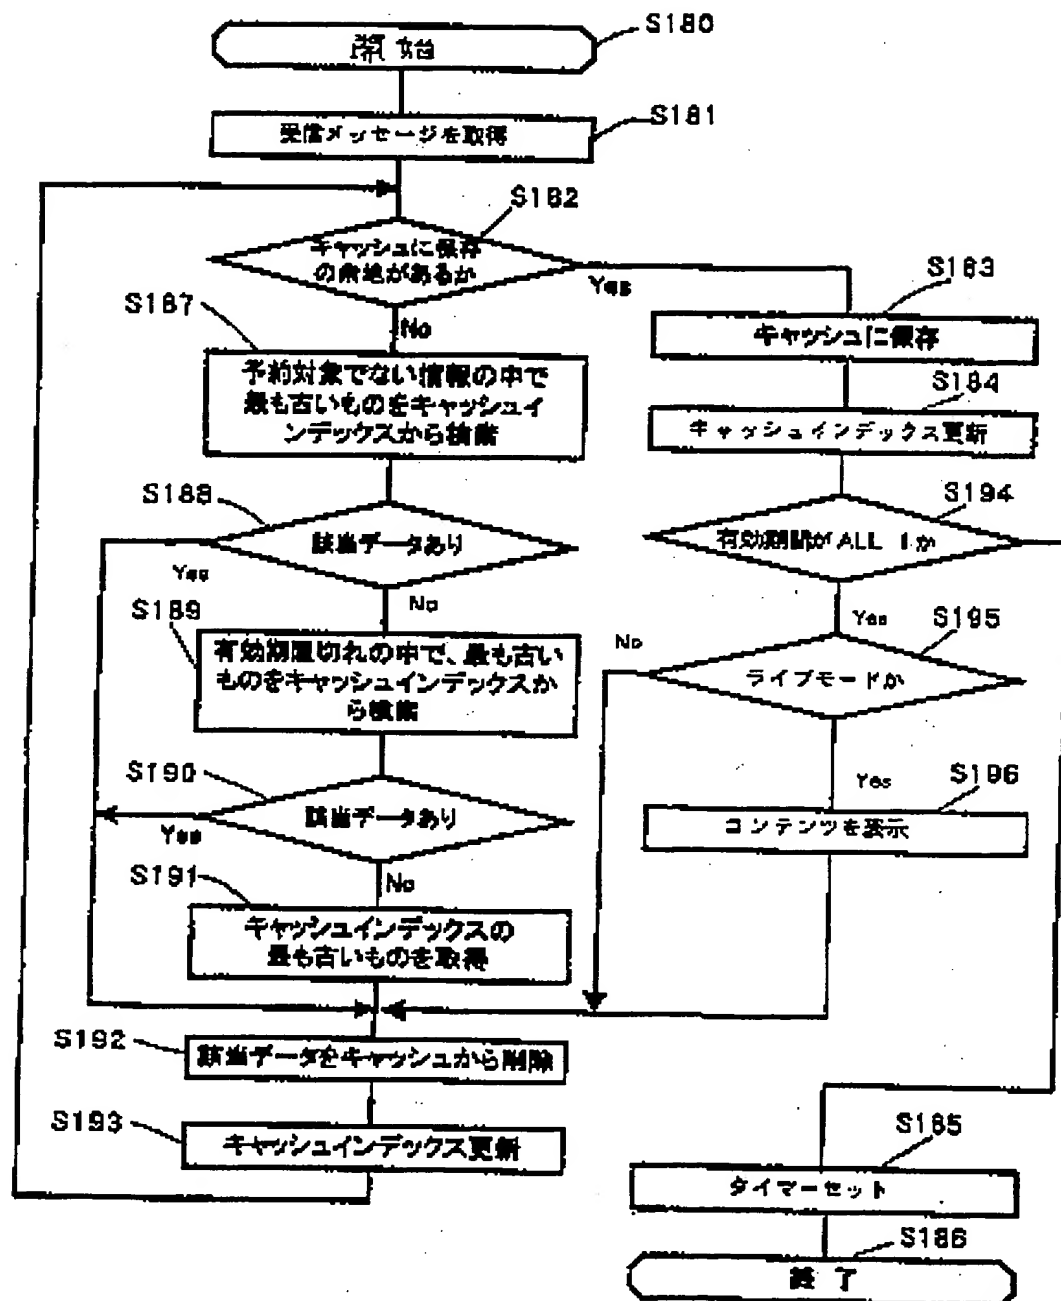 開始
S180
受信メッセージを取得
S181
S182
キャッシュに保存
の余地があるか
Yes
No
S183
キャッシュに保存
S187
予約対象でない情報の中で
最も古いものをキャッシュイ
ンデックスから検索
S184
キャッシュインデックス更新
S188
該当データあり
Yes
No
S194
有効期間がALL 1か
Yes
S189
有効期間切れの中で、最も古い
ものをキャッシュインデックスか
ら検索
S195
No
ライブモードか
Yes
S190
該当データあり
Yes
No
S196
コンテンツを表示
S191
キャッシュインデックスの
最も古いものを取得
S192
該当データをキャッシュから削除
S193
キャッシュインデックス更新
S185
タイマーセット
S186
終了